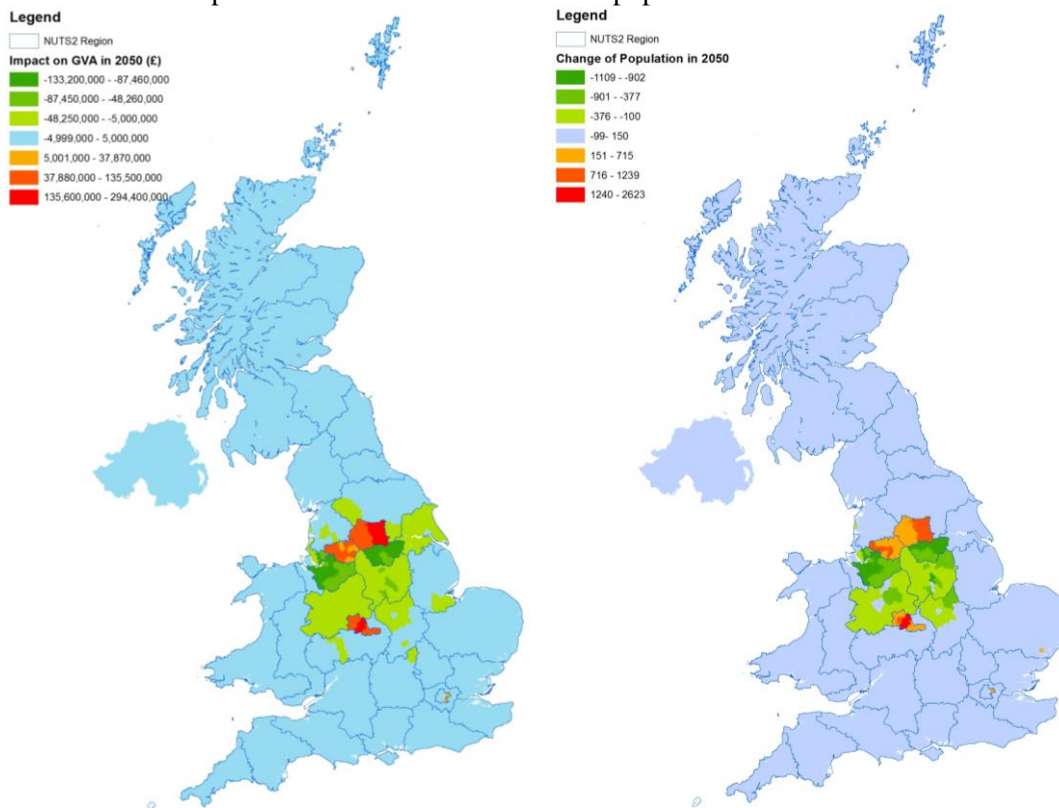 Legend
NUTS2 Region
Impact on GVA in 2050 (£)
-133,200,000 - -87,460,000
-87,450,000 - -48,260,000
-48,250,000 - -5,000,000
-4,999,000 - 5,000,000
5,001,000 - 37,870,000
37,880,000 - 135,500,000
135,600,000 - 294,400,000
Legend
NUTS2 Region
Change of Population in 2050
-1109 - -902
-901 - -377
-376 - -100
-99- 150
151 - 715
716 - 1239
1240 - 2623